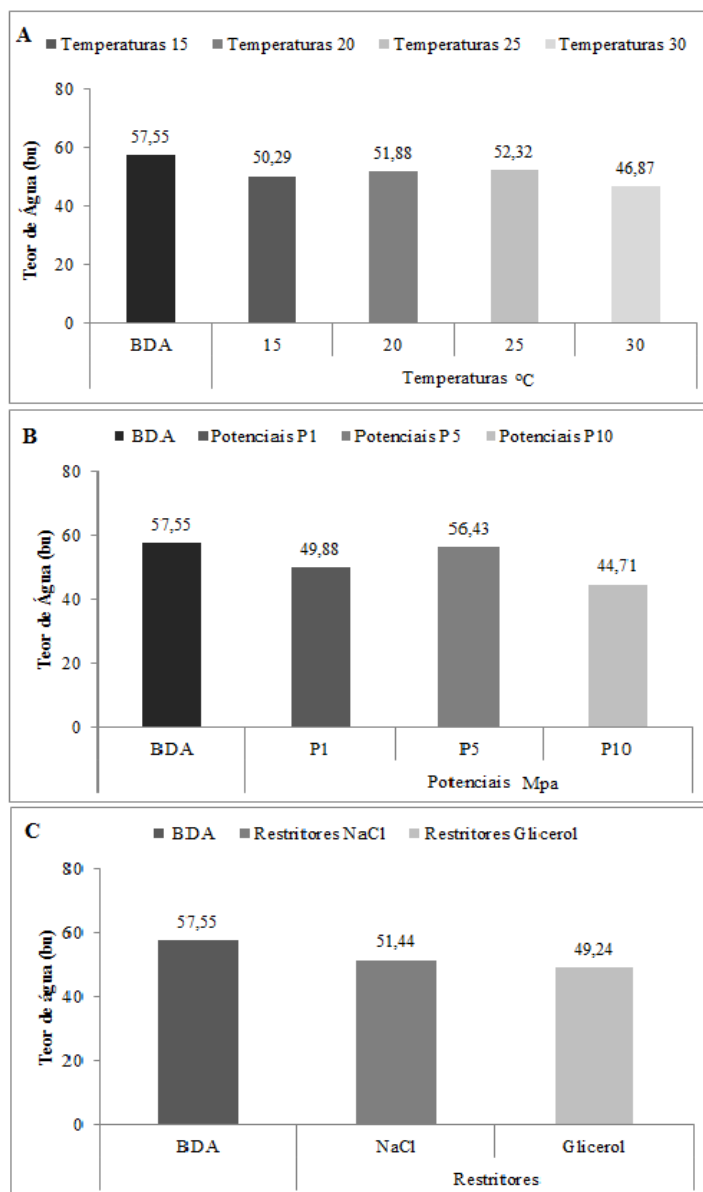 A
Temperaturas 15 Temperaturas 20 Temperaturas 25 Temperaturas 30
Teor de Água (bu)
80
60
40
20
0
57,55
50,29
51,88
52,32
46,87
BDA 15 20 25 30
Temperaturas ºC
B
BDA Potenciais P1 Potenciais P5 Potenciais P10
Teor de Água (bu)
80
60
40
20
0
57,55
49,88
56,43
44,71
BDA P1 P5 P10
Potenciais Mpa
C
BDA Restritores NaCl Restritores Glicerol
Teor de água (bu)
80
60
40
20
0
57,55
51,44
49,24
BDA NaCl Glicerol
Restritores